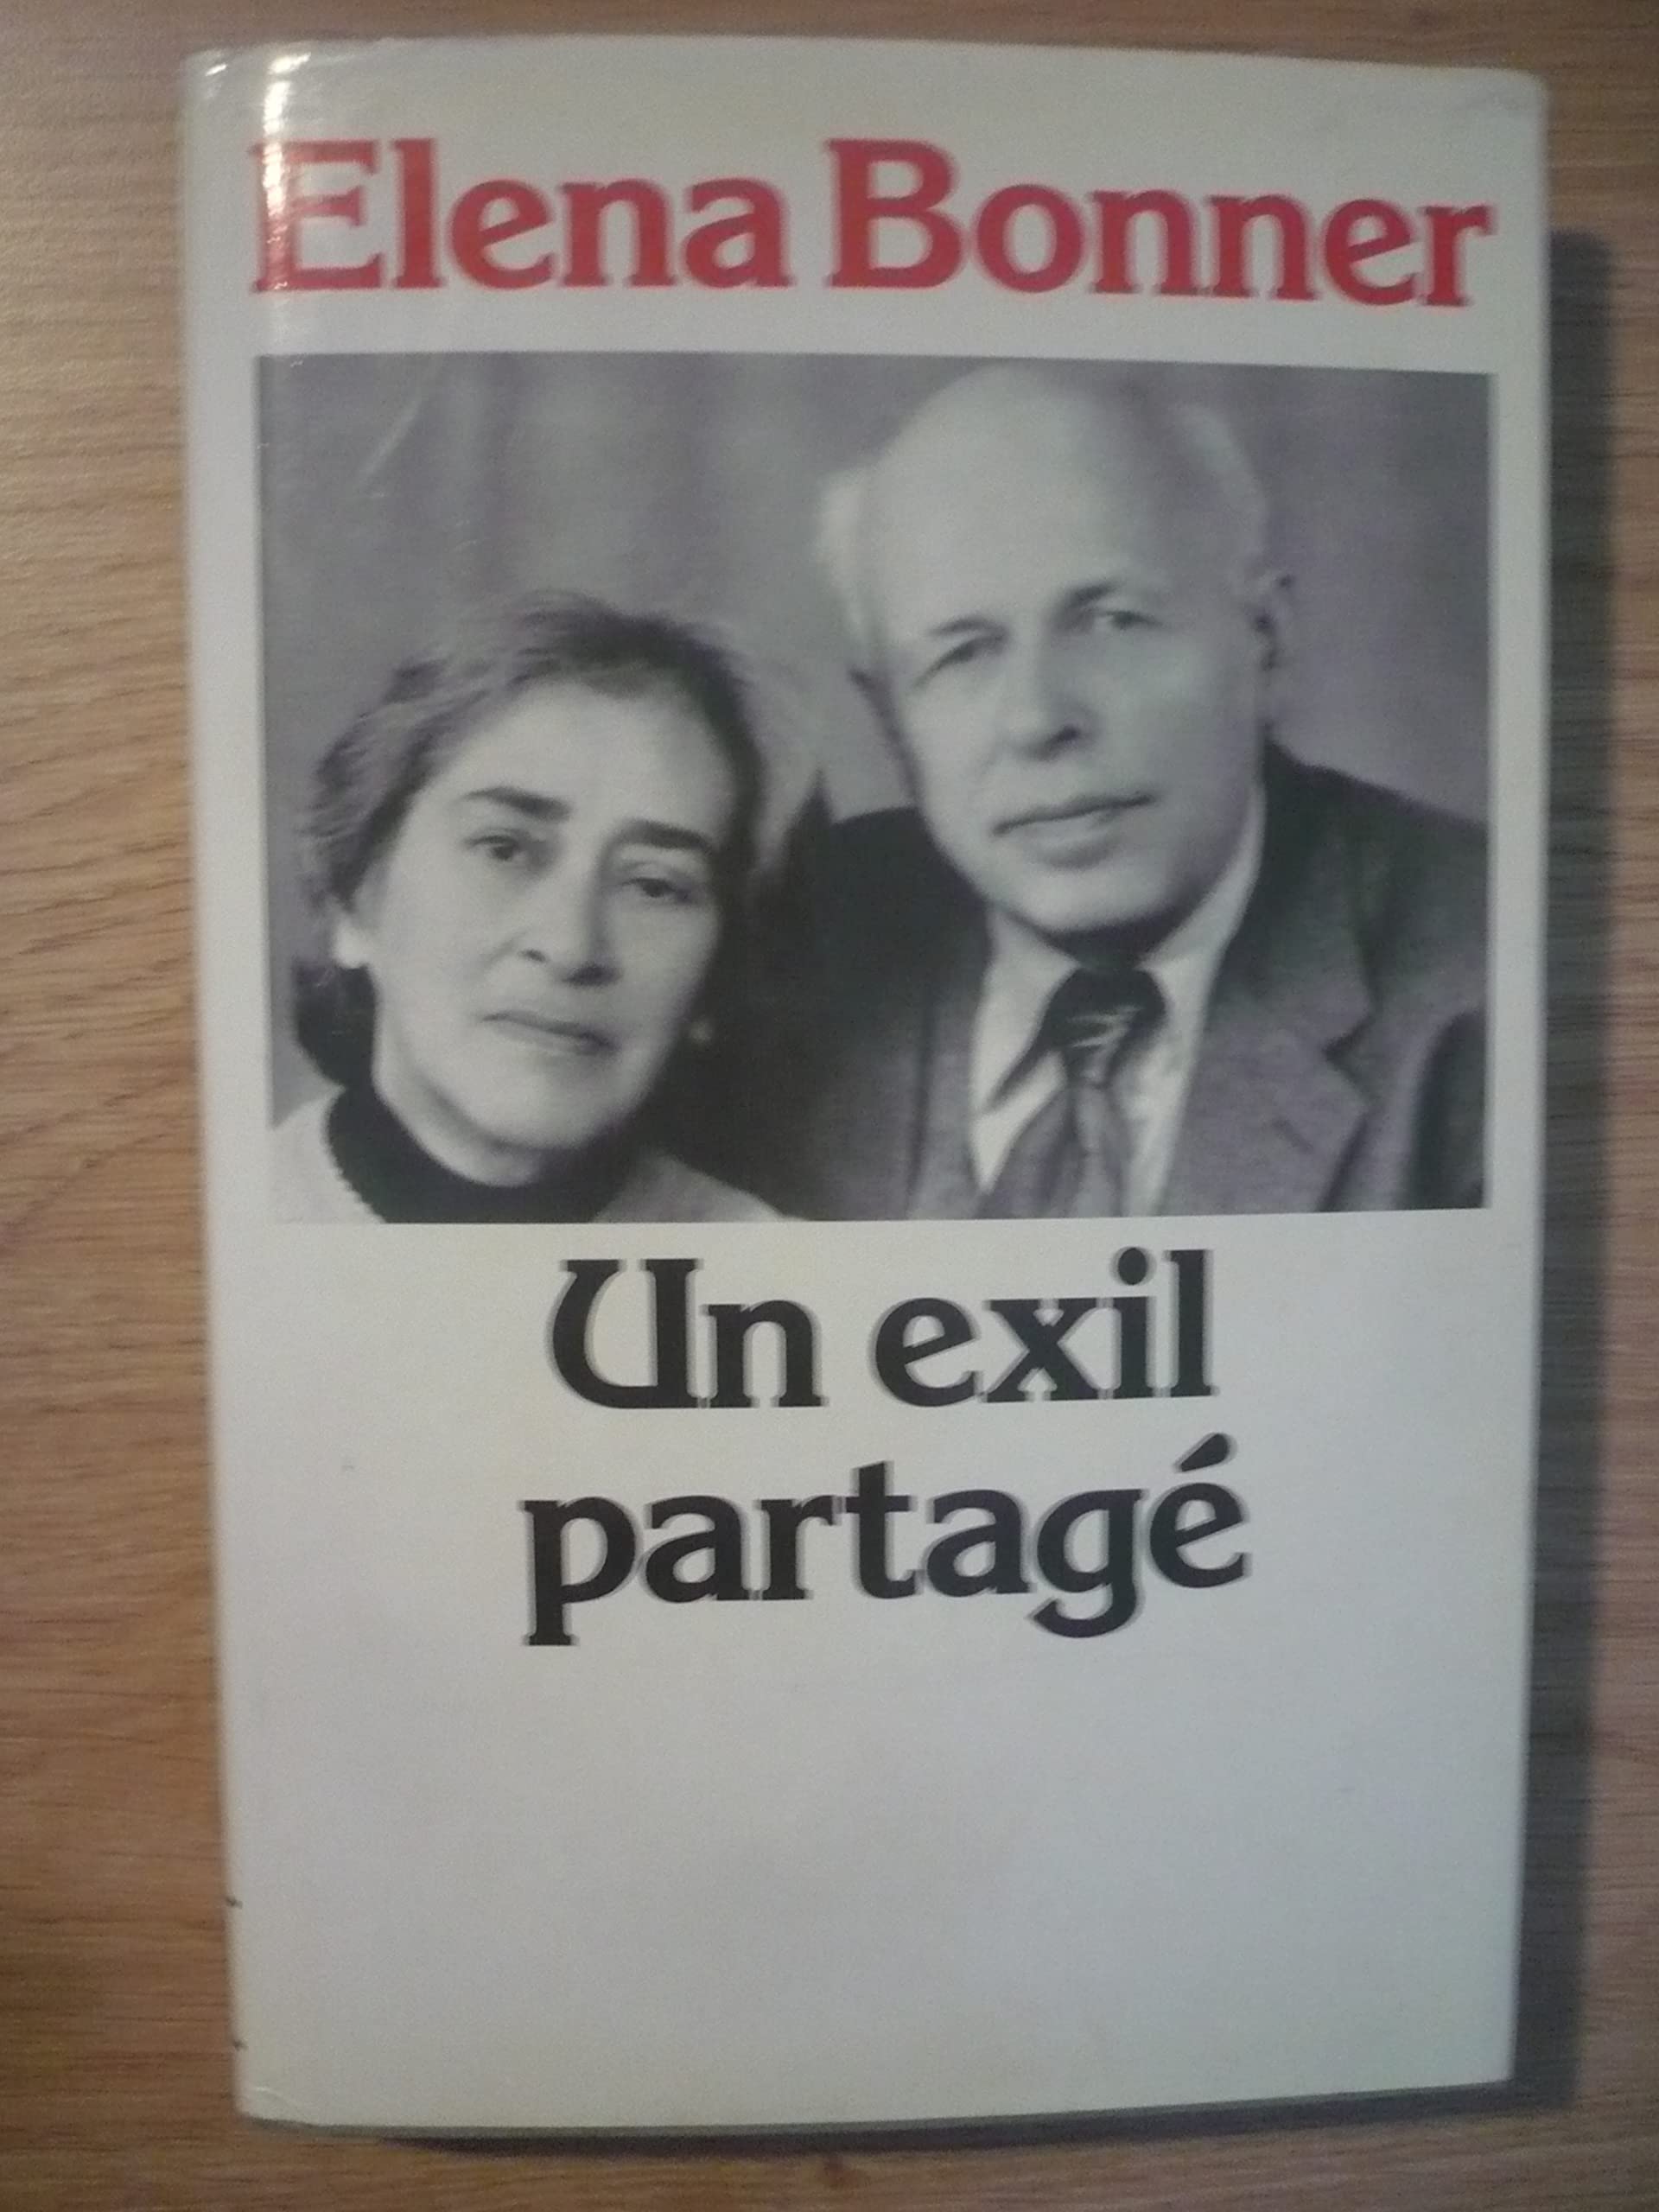 Elena Bonner
Un exil
partagé